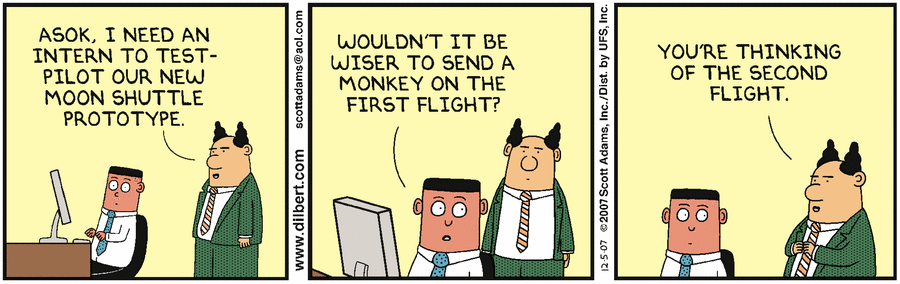 ASOK, I NEED AN
INTERN TO TEST-
PILOT OUR NEW
MOON SHUTTLE
PROTOTYPE.
www.dilbert.com
scottadams@aol.com
WOULDN'T IT BE
WISER TO SEND A
MONKEY ON THE
FIRST FLIGHT?
12-5-07 ©2007 Scott Adams, Inc./Dist. by UFS, Inc.
YOU'RE THINKING
OF THE SECOND
FLIGHT.